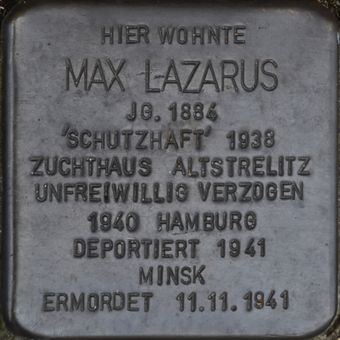 HIER WOHNTE
MAX LAZARUS
JG. 1884
'SCHUTZHAFT' 1938
ZUCHTHAUS ALTSTRELITZ
UNFREIWILLIG VERZOGEN
1940 HAMBURG
DEPORTIERT 1941
MINSK
ERMORDET 11.11.1941